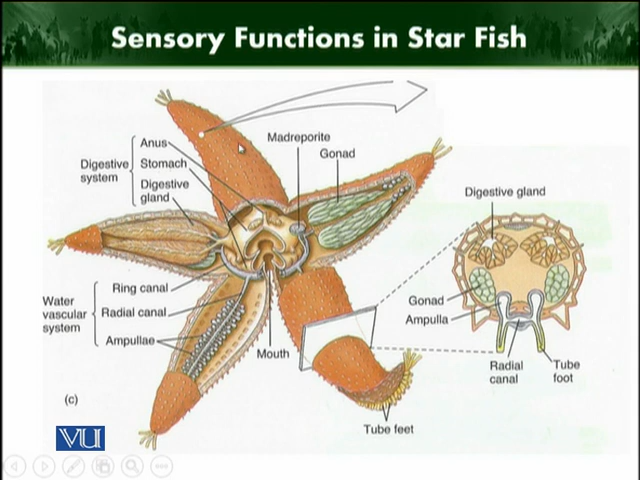 Sensory Functions in Star Fish
Anus
Madreporite
Digestive
system
Stomach
Gonad
Digestive
gland
Ring canal
Water
vascular
system
Radial canal
Ampullae
Mouth
Tube feet
(c)
Digestive gland
Gonad
Ampulla
Radial
canal
Tube
foot
VU